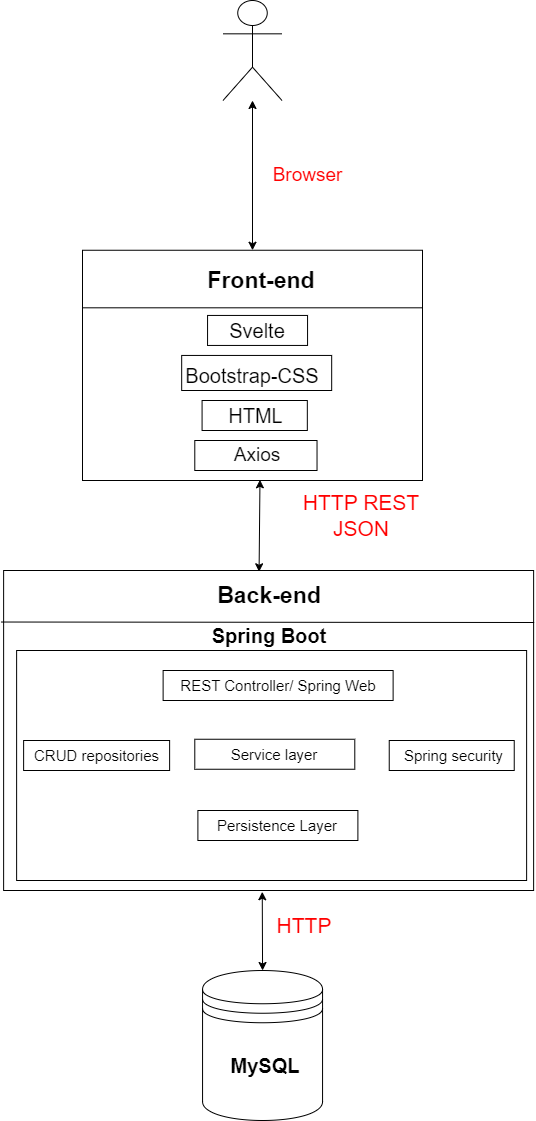 Browser
Front-end
Svelte
Bootstrap-CSS
HTML
Axios
HTTP REST
JSON
Back-end
Spring Boot
REST Controller/ Spring Web
CRUD repositories
Service layer
Spring security
Persistence Layer
HTTP
MySQL